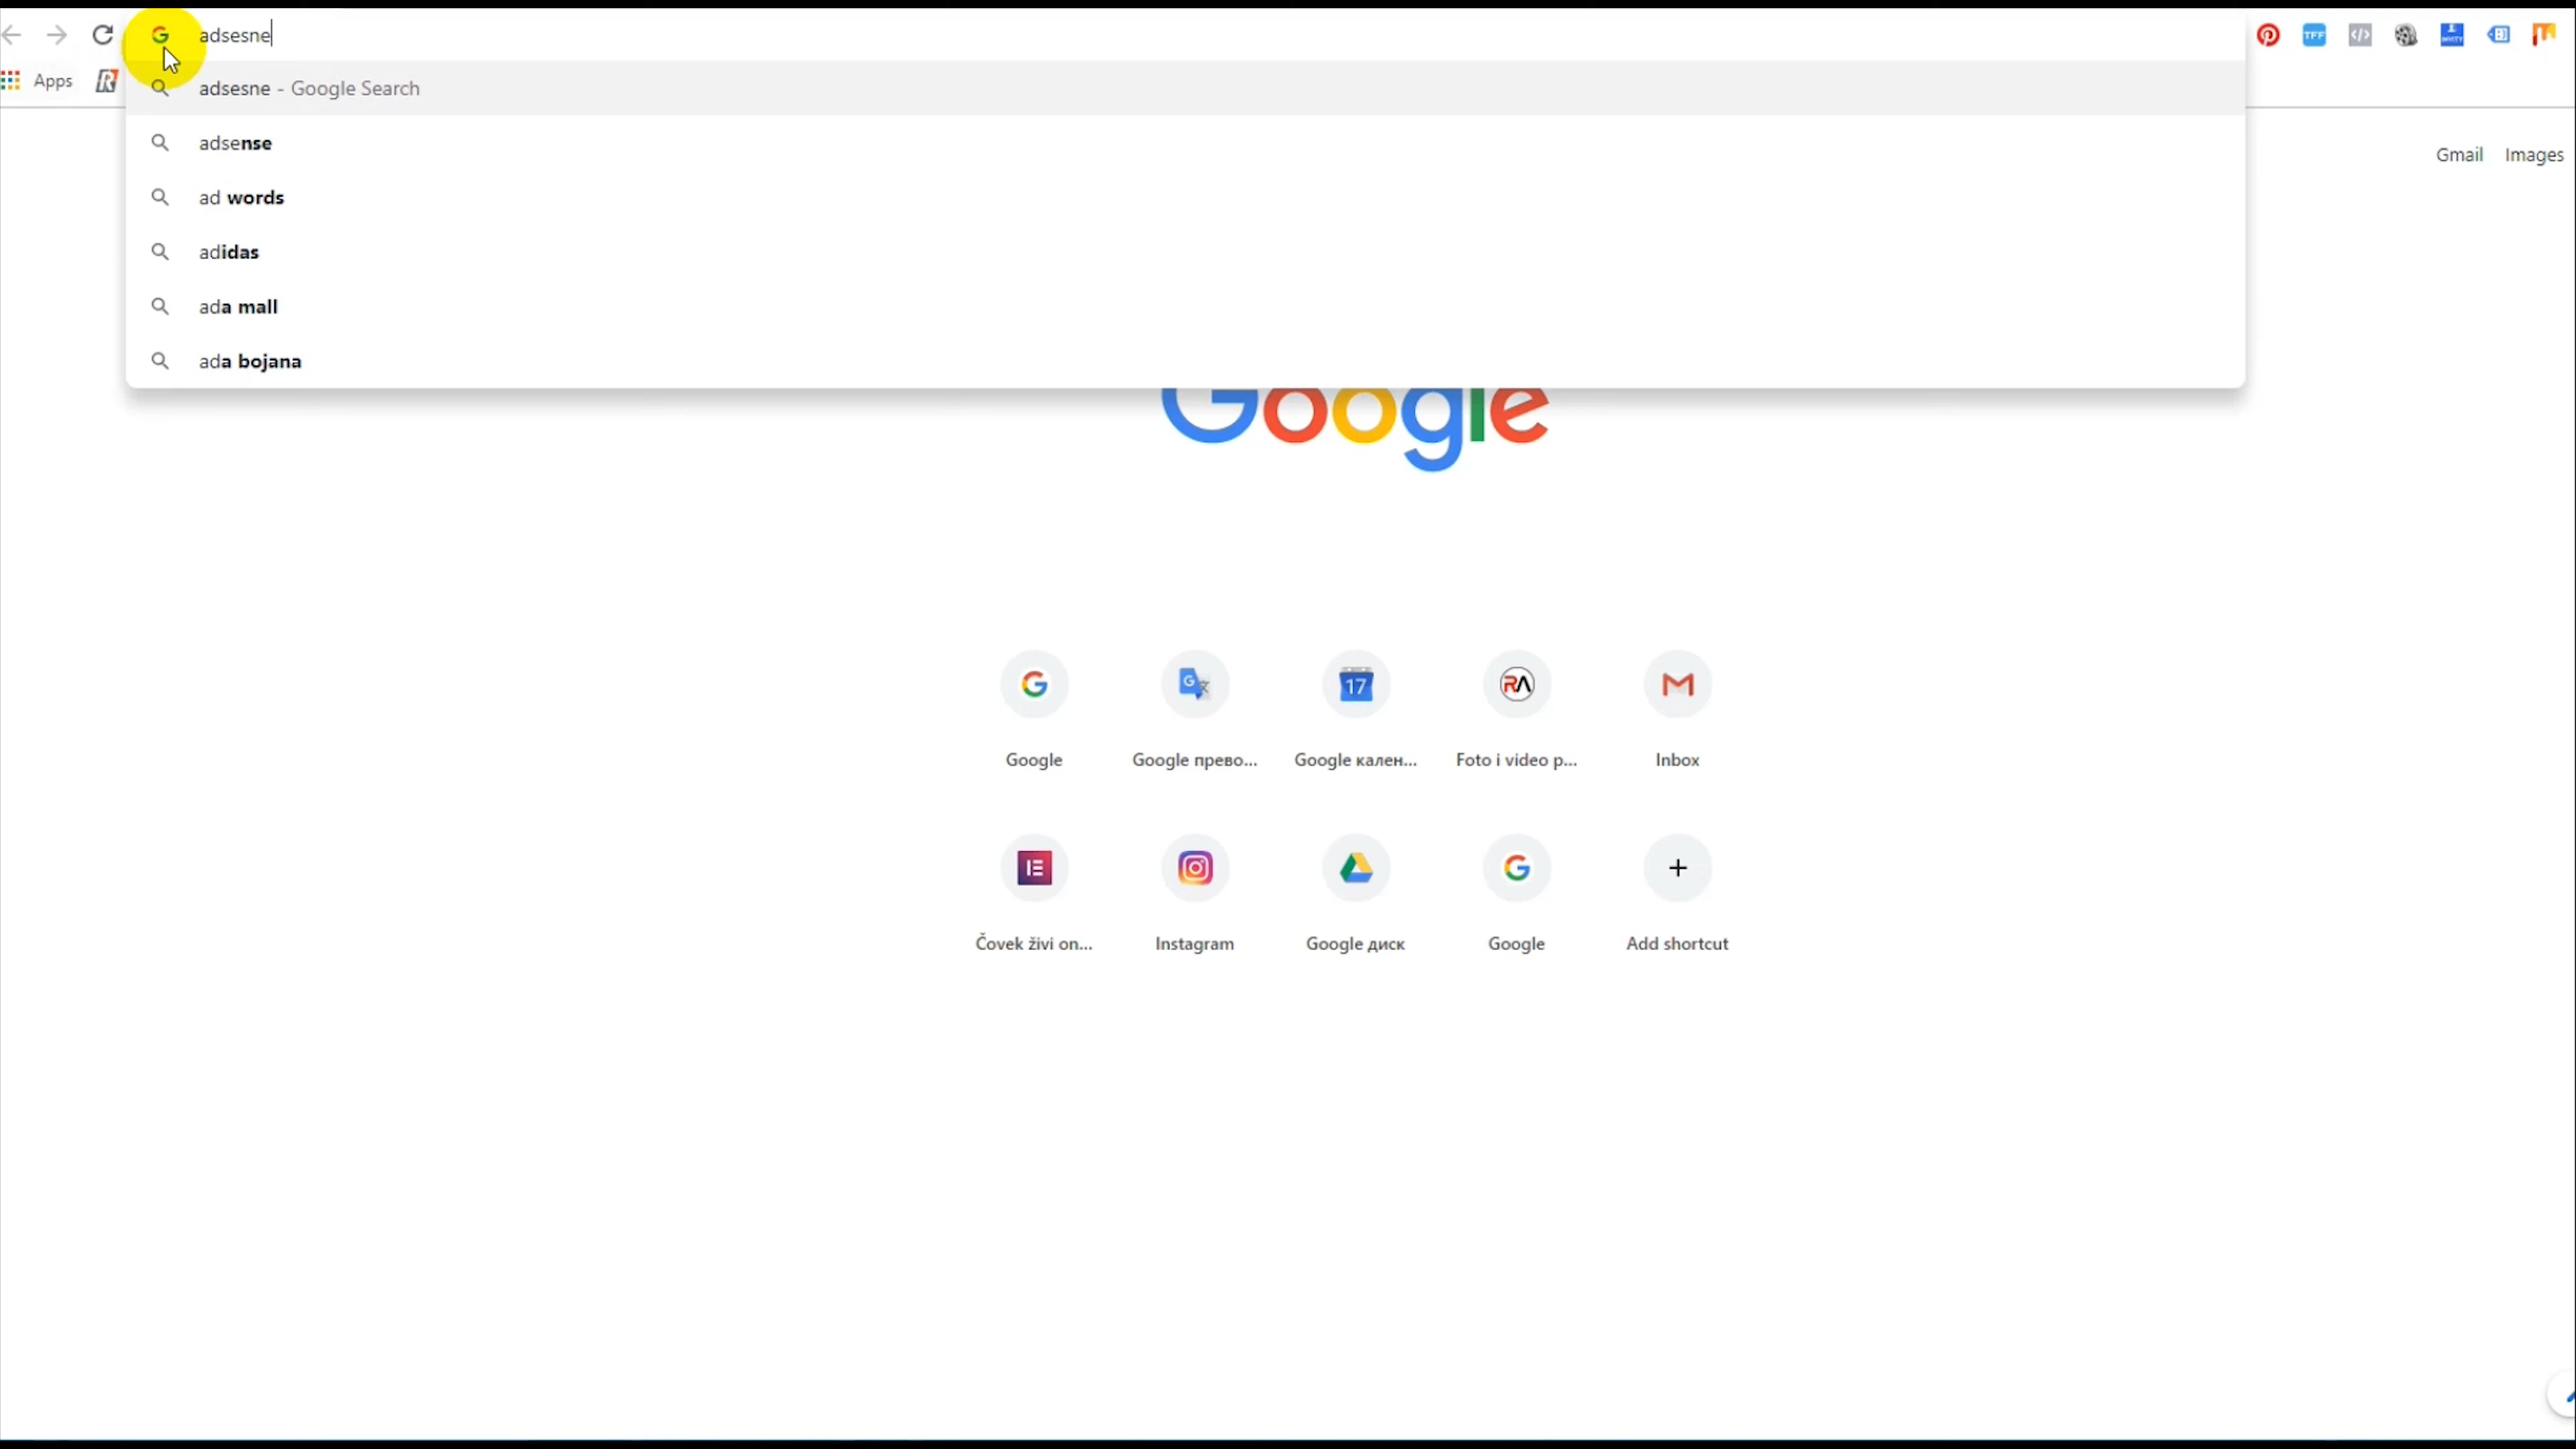 adsesne
Apps
adsesne - Google Search
adsense
ad words
adidas
ada mall
ada bojana
Gmail Images
Google
Google Google прево... Google кален... Foto i video p... Inbox
Čovek živi on... Instagram Google диск Google Add shortcut